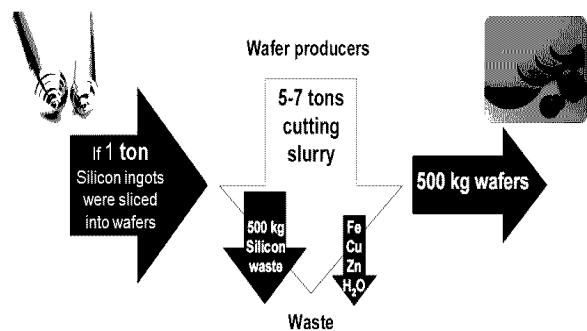 Wafer producers
5-7 tons
cutting
slurry
If 1 ton
Silicon ingots
were sliced
into wafers
500 kg wafers
500 kg
Silicon
waste
Fe
Cu
Zn
H₂O
Waste